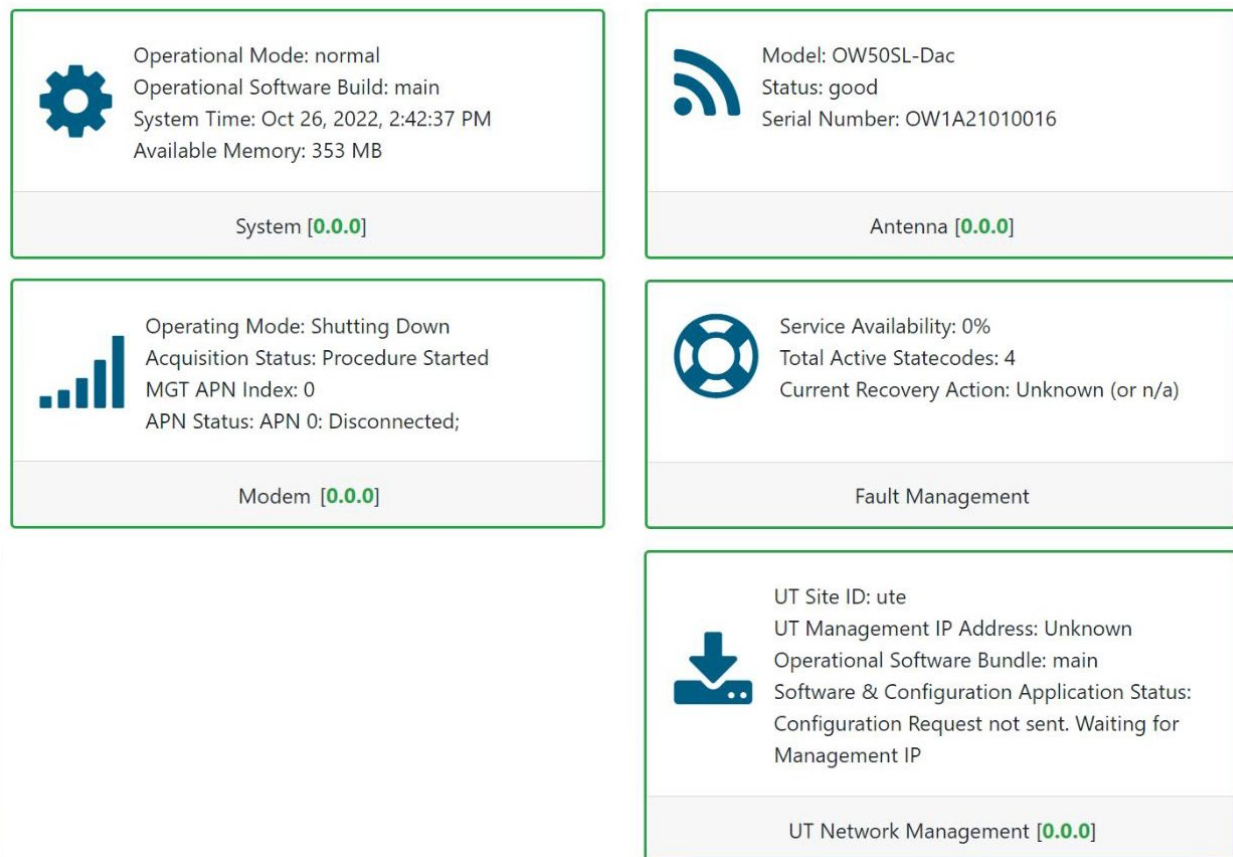 Operational Mode: normal
Operational Software Build: main
System Time: Oct 26, 2022, 2:42:37 PM
Available Memory: 353 MB
System [0.0.0]
Model: OW50SL-Dac
Status: good
Serial Number: OW1A21010016
Antenna [0.0.0]
Operating Mode: Shutting Down
Acquisition Status: Procedure Started
MGT APN Index: 0
APN Status: APN 0: Disconnected;
Modem [0.0.0]
Service Availability: 0%
Total Active Statecodes: 4
Current Recovery Action: Unknown (or n/a)
Fault Management
UT Site ID: ute
UT Management IP Address: Unknown
Operational Software Bundle: main
Software & Configuration Application Status:
Configuration Request not sent. Waiting for
Management IP
UT Network Management [0.0.0]